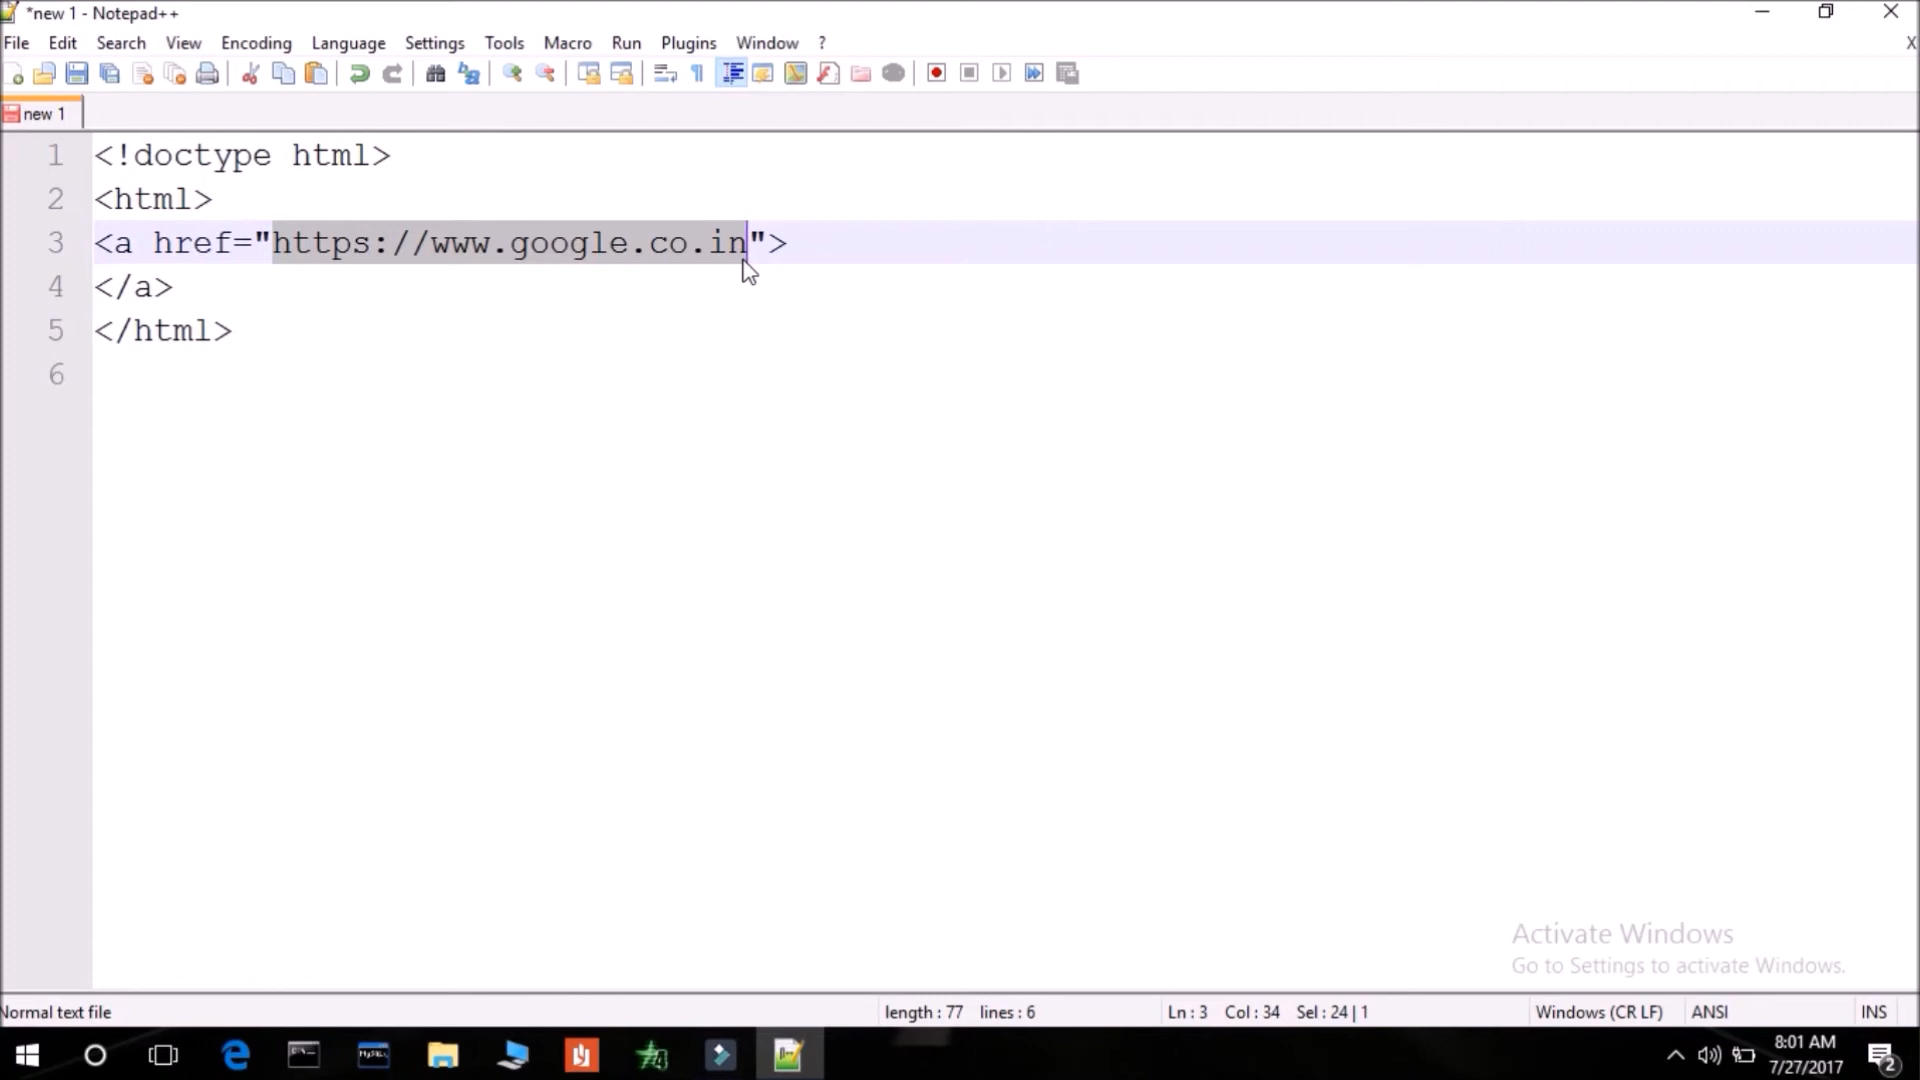 *new 1 - Notepad++
File Edit Search View Encoding Language Settings Tools Macro Run Plugins Window ? X
new 1
1 <!doctype html>
2 <html>
3 <a href="https://www.google.co.in">
4 </a>
5 </html>
6
Activate Windows
Go to Settings to activate Windows.
Normal text file length : 77 lines : 6 Ln : 3 Col : 34 Sel : 24 | 1 Windows (CR LF) ANSI INS
8:01 AM
7/27/2017
2